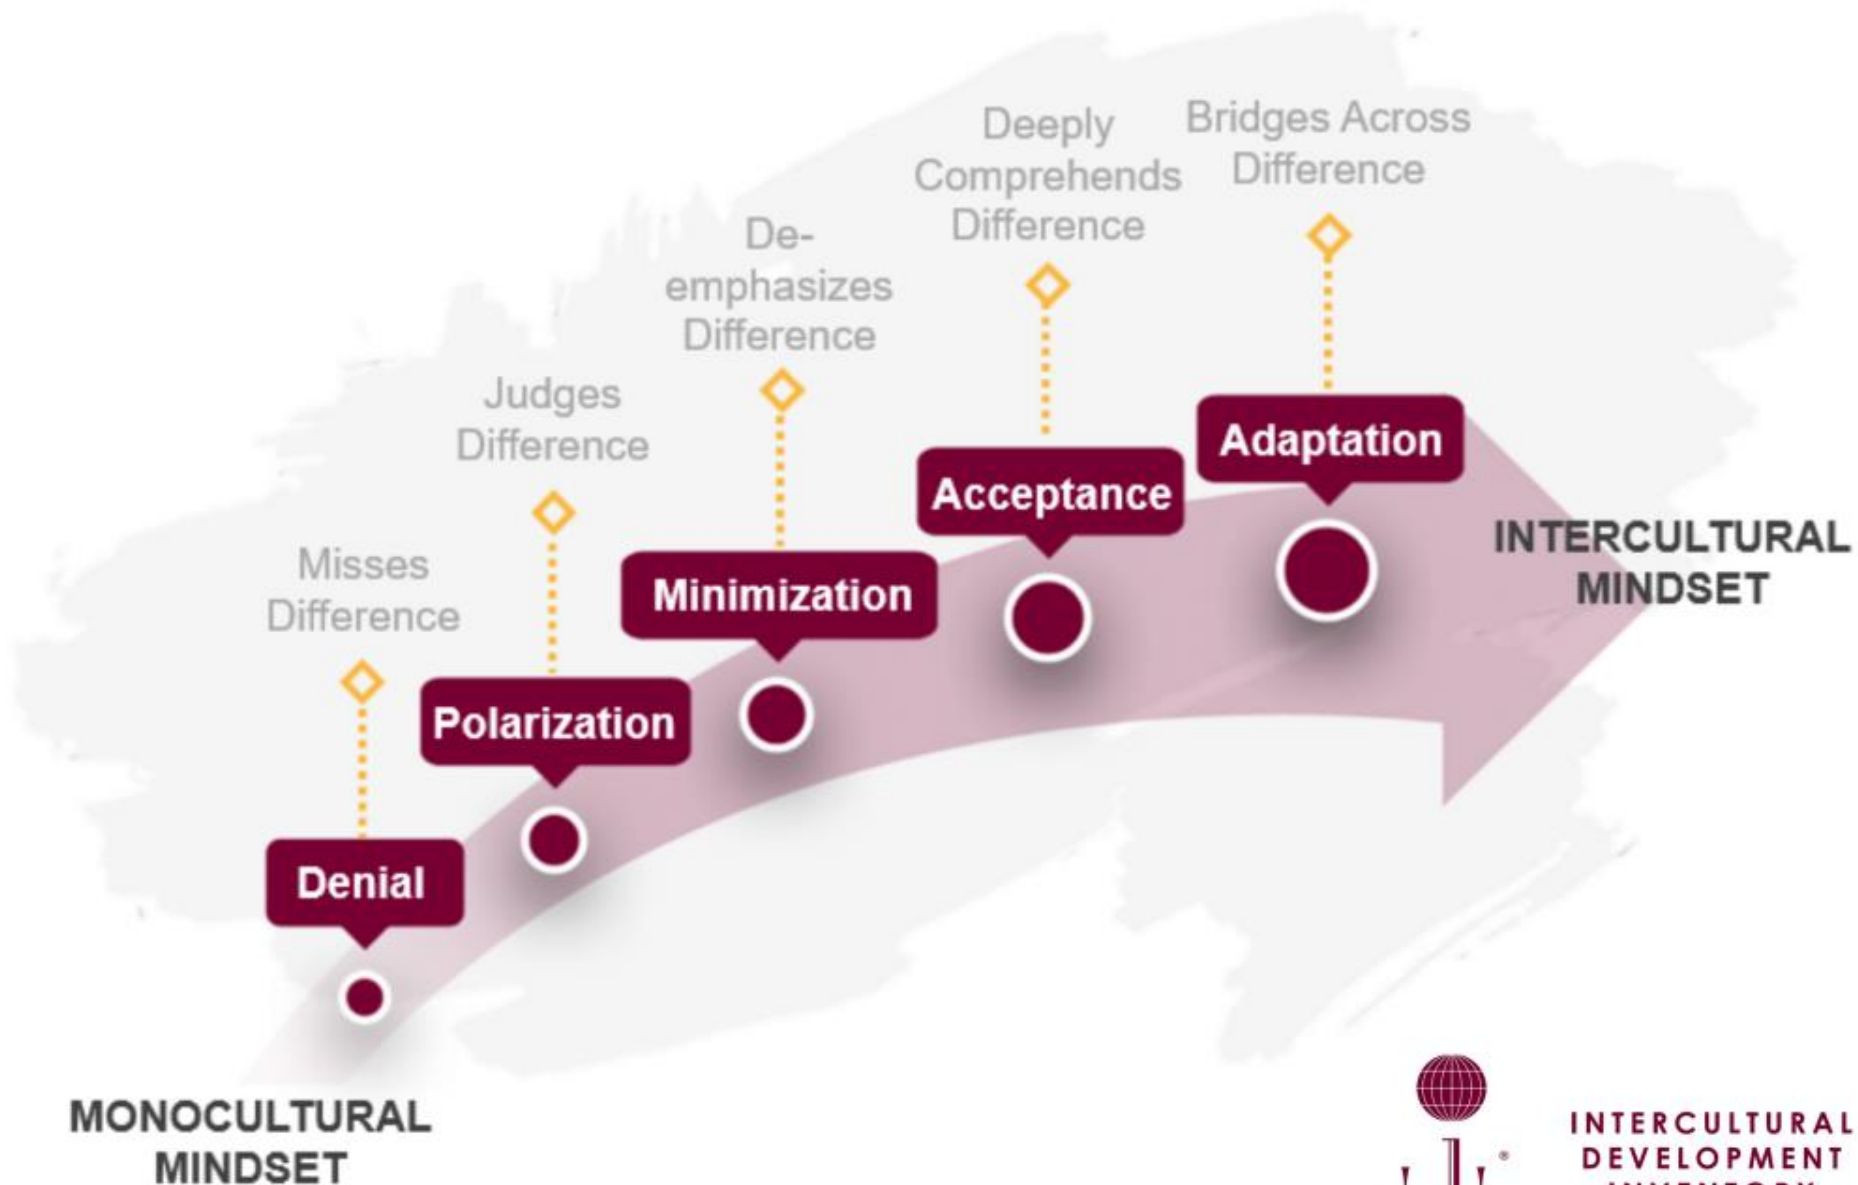 Deeply
Comprehends
Difference
Bridges Across
Difference
De-
emphasizes
Difference
Judges
Difference
Misses
Difference
Adaptation
Acceptance
Minimization
Polarization
Denial
INTERCULTURAL
MINDSET
MONOCULTURAL
MINDSET
®
INTERCULTURAL
DEVELOPMENT